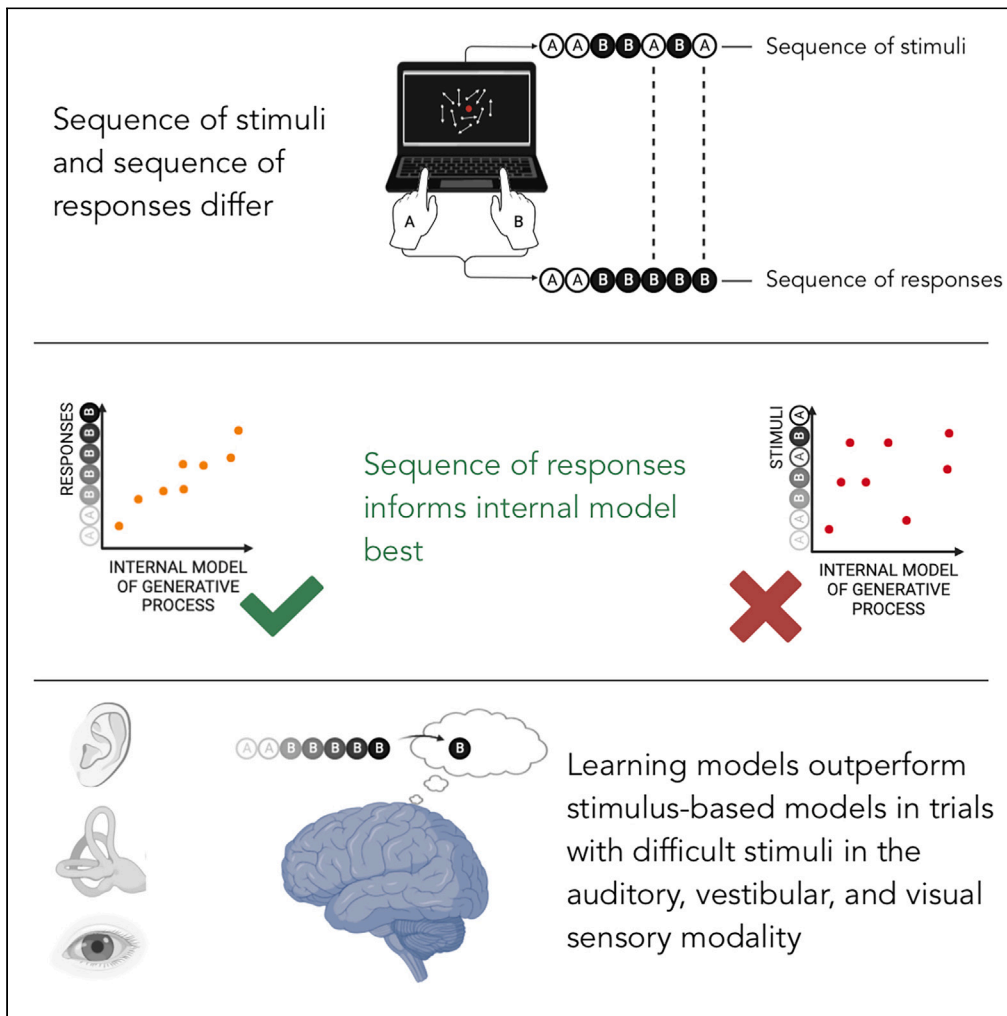 A A B B A B A
Sequence of stimuli
Sequence of stimuli
and sequence of
responses differ
A B
A A B B B B B
Sequence of responses
RESPONSES
A A B B B B B
INTERNAL MODEL
OF GENERATIVE
PROCESS
Sequence of responses
informs internal model
best
STIMULI
A A B B A B A
INTERNAL MODEL
OF GENERATIVE
PROCESS
A A B B B B B
B
Learning models outperform
stimulus-based models in trials
with difficult stimuli in the
auditory, vestibular, and visual
sensory modality